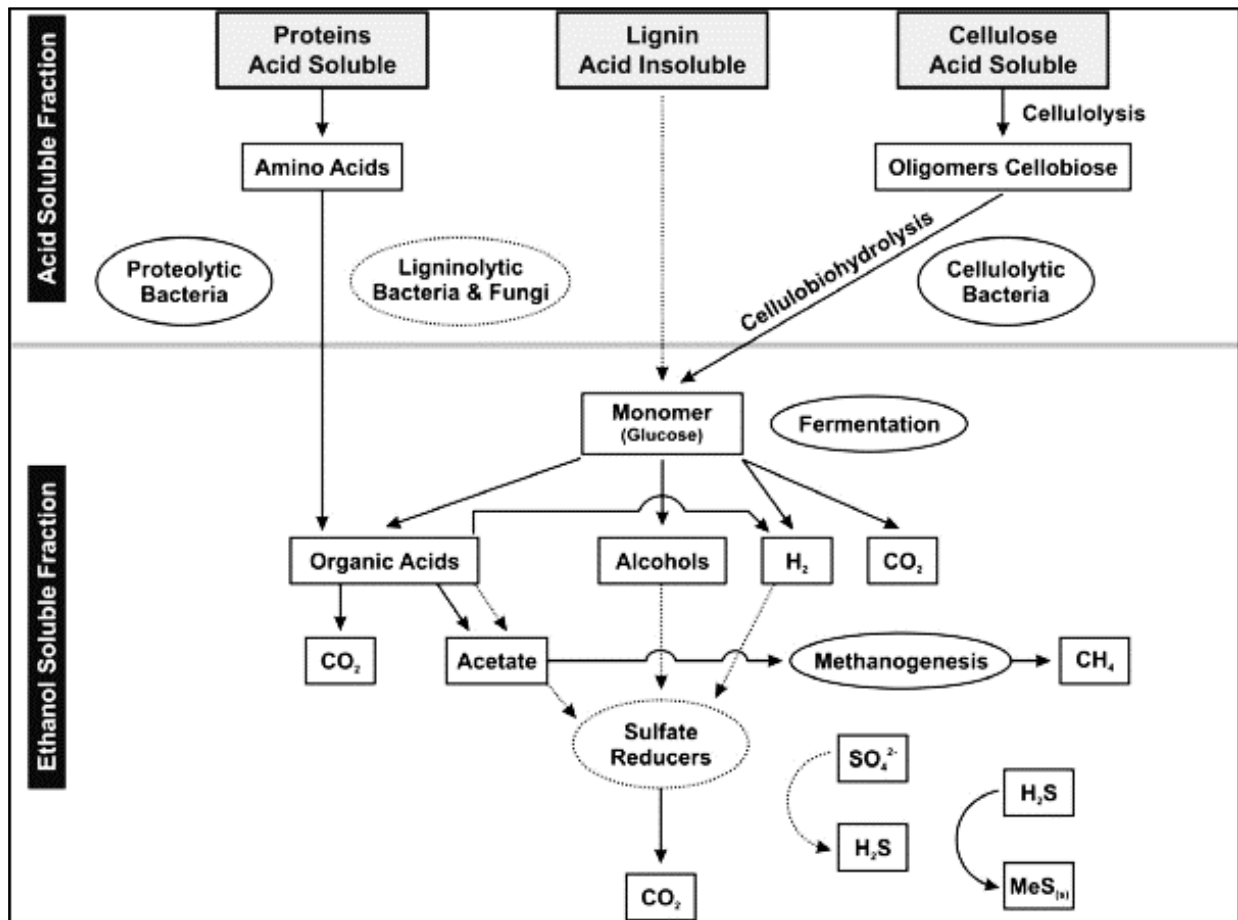 Acid Soluble Fraction
Proteins
Acid Soluble
Lignin
Acid Insoluble
Cellulose
Acid Soluble
Cellulolysis
Amino Acids
Oligomers Cellobiose
Proteolytic
Bacteria
Ligninolytic
Bacteria & Fungi
Cellulobiohydrolysis
Cellulolytic
Bacteria
Ethanol Soluble Fraction
Monomer
(Glucose)
Fermentation
Organic Acids
Alcohols
H₂
CO₂
CO₂
Acetate
Methanogenesis
CH₄
Sulfate
Reducers
SO₄²⁻
H₂S
H₂S
MeS(s)
CO₂